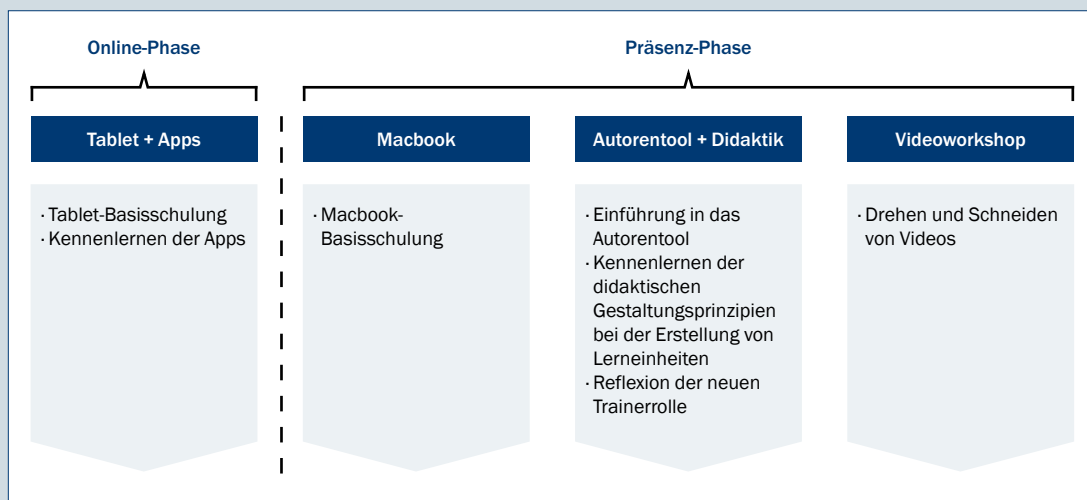 Online-Phase
Präsenz-Phase
Tablet + Apps
· Tablet-Basisschulung
· Kennenlernen der Apps
Macbook
· Macbook-
Basisschulung
Autorentool + Didaktik
· Einführung in das
Autorentool
· Kennenlernen der
didaktischen
Gestaltungsprinzipien
bei der Erstellung von
Lerneinheiten
· Reflexion der neuen
Trainerrolle
Videoworkshop
· Drehen und Schneiden
von Videos